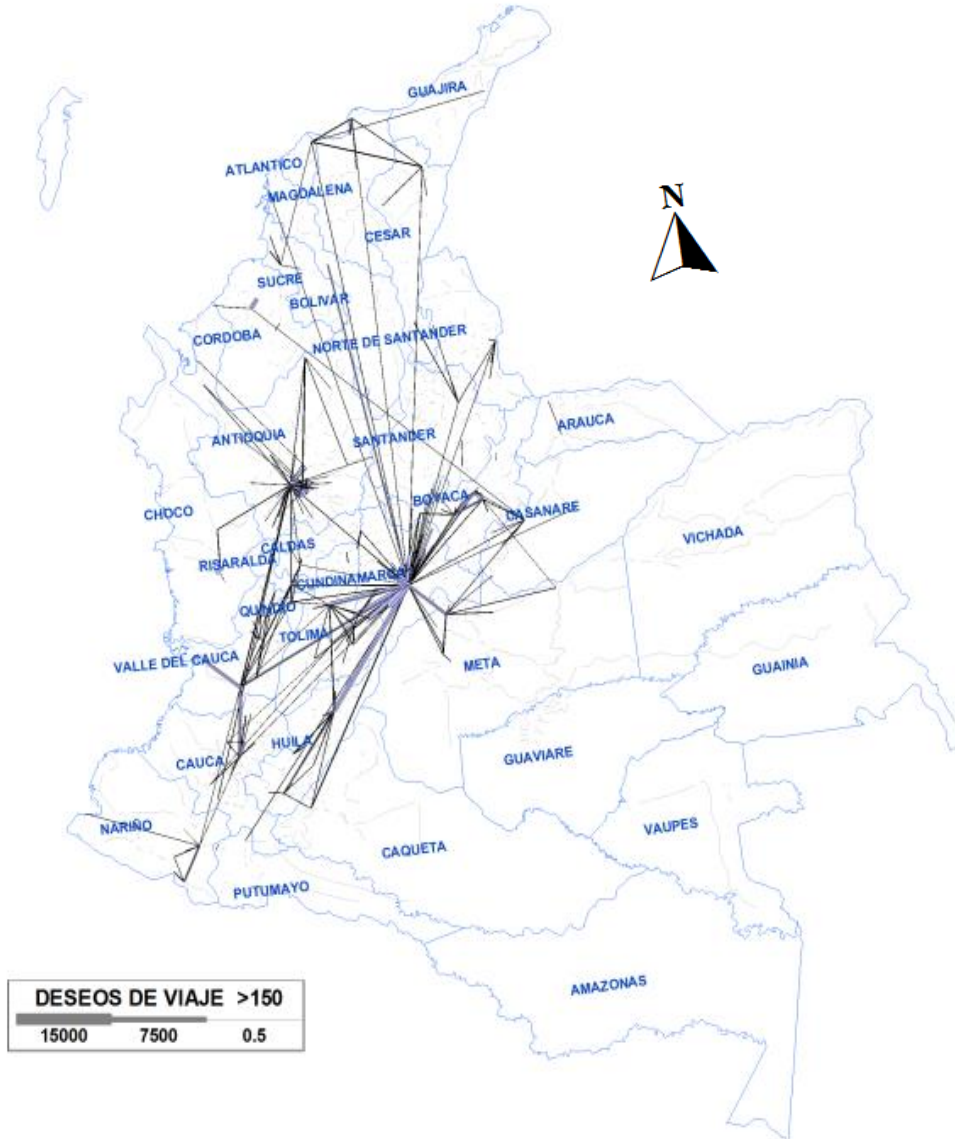 GUAJIRA
ATLANTICO
MAGDALENA
N
CESAR
SUCRE
BOLIVAR
CORDOBA
NORTE DE SANTANDER
ARAUCA
ANTIOQUIA
SANTANDER
BOYACA
CASANARE
CHOCO
VICHADA
CALDAS
RISARALDA
CUNDINAMARCA
QUINDIO
TOLIMA
VALLE DEL CAUCA
META
GUAINIA
HUILA
CAUCA
GUAVIARE
NARIÑO
VAUPES
CAQUETA
PUTUMAYO
AMAZONAS
DESEOS DE VIAJE >150
15000 7500 0.5